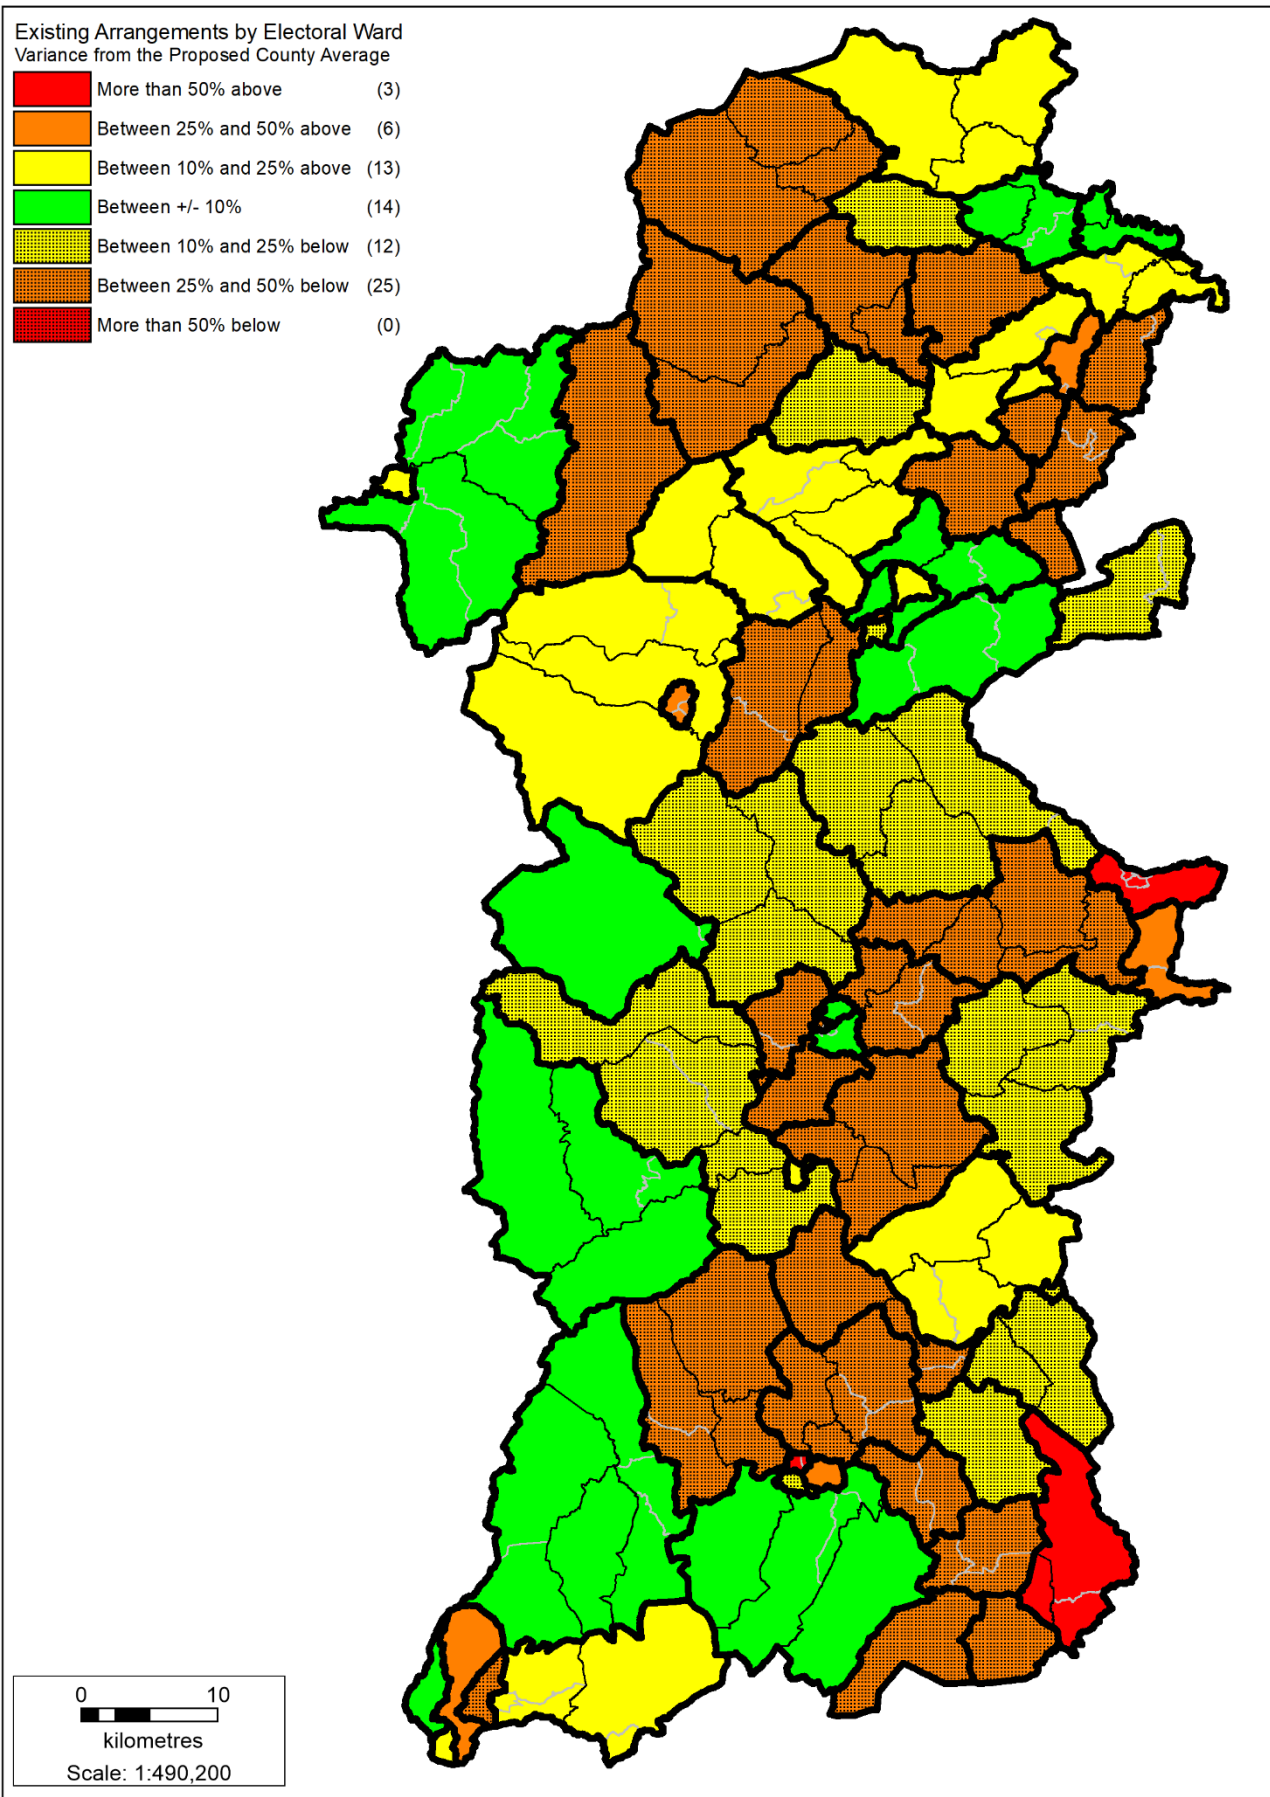 Existing Arrangements by Electoral Ward
Variance from the Proposed County Average
More than 50% above (3)
Between 25% and 50% above (6)
Between 10% and 25% above (13)
Between +/- 10% (14)
Between 10% and 25% below (12)
Between 25% and 50% below (25)
More than 50% below (0)
0 10
kilometres
Scale: 1:490,200